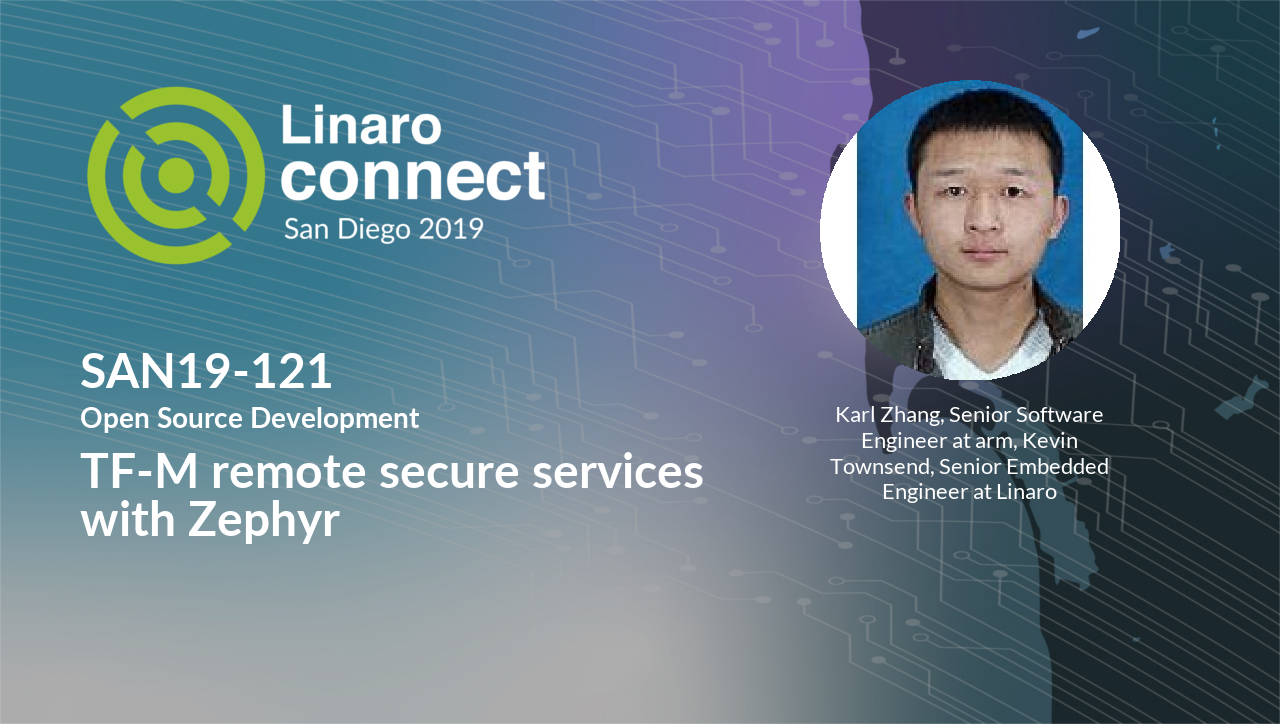 Linaro
connect
San Diego 2019
SAN19-121
Open Source Development
TF-M remote secure services
with Zephyr
Karl Zhang, Senior Software
Engineer at arm, Kevin
Townsend, Senior Embedded
Engineer at Linaro